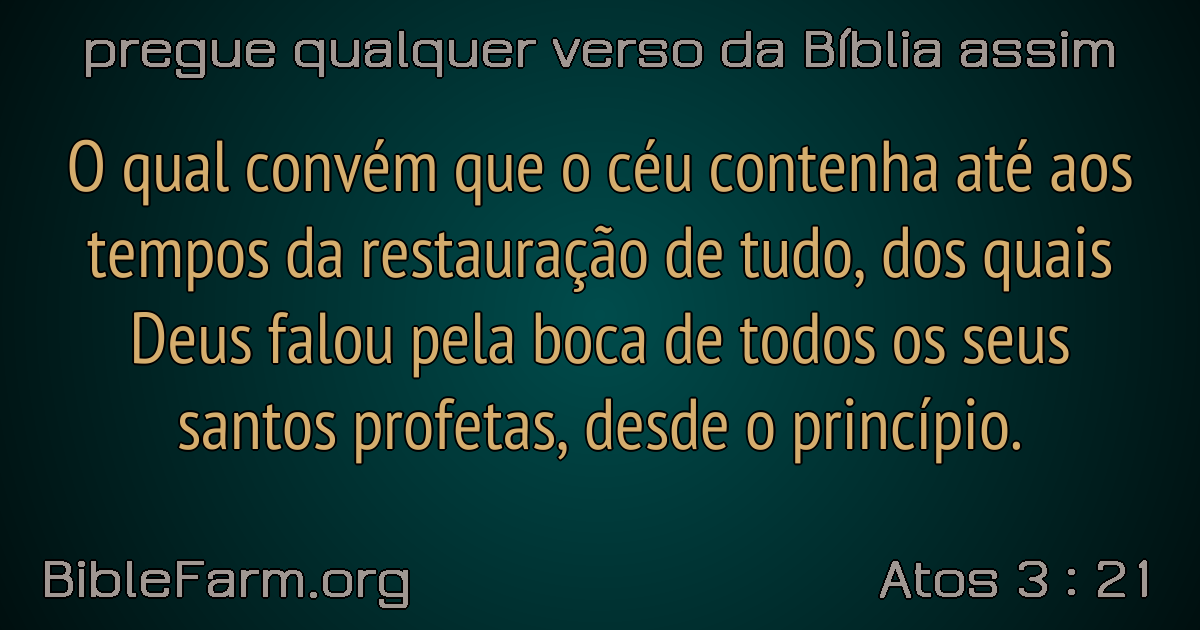 pregue qualquer verso da Bíblia assim
O qual convém que o céu contenha até aos
tempos da restauração de tudo, dos quais
Deus falou pela boca de todos os seus
santos profetas, desde o princípio.
BibleFarm.org
Atos 3 : 21